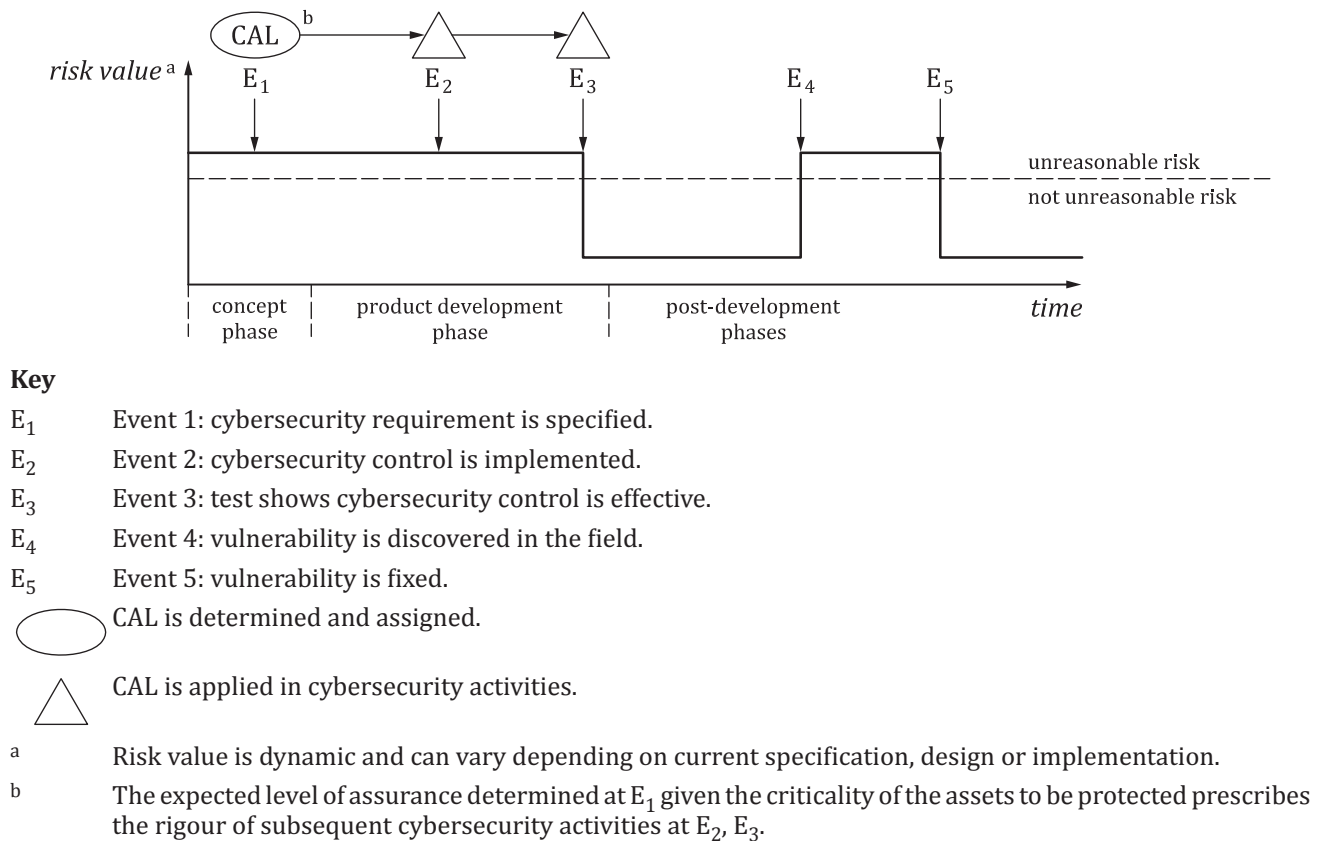 CAL b
risk value a
E1 E2 E3 E4 E5
unreasonable risk
not unreasonable risk
concept phase
product development phase
post-development phases
time
Key
E1 Event 1: cybersecurity requirement is specified.
E2 Event 2: cybersecurity control is implemented.
E3 Event 3: test shows cybersecurity control is effective.
E4 Event 4: vulnerability is discovered in the field.
E5 Event 5: vulnerability is fixed.
CAL is determined and assigned.
CAL is applied in cybersecurity activities.
a Risk value is dynamic and can vary depending on current specification, design or implementation.
b The expected level of assurance determined at E1 given the criticality of the assets to be protected prescribes
the rigour of subsequent cybersecurity activities at E2, E3.